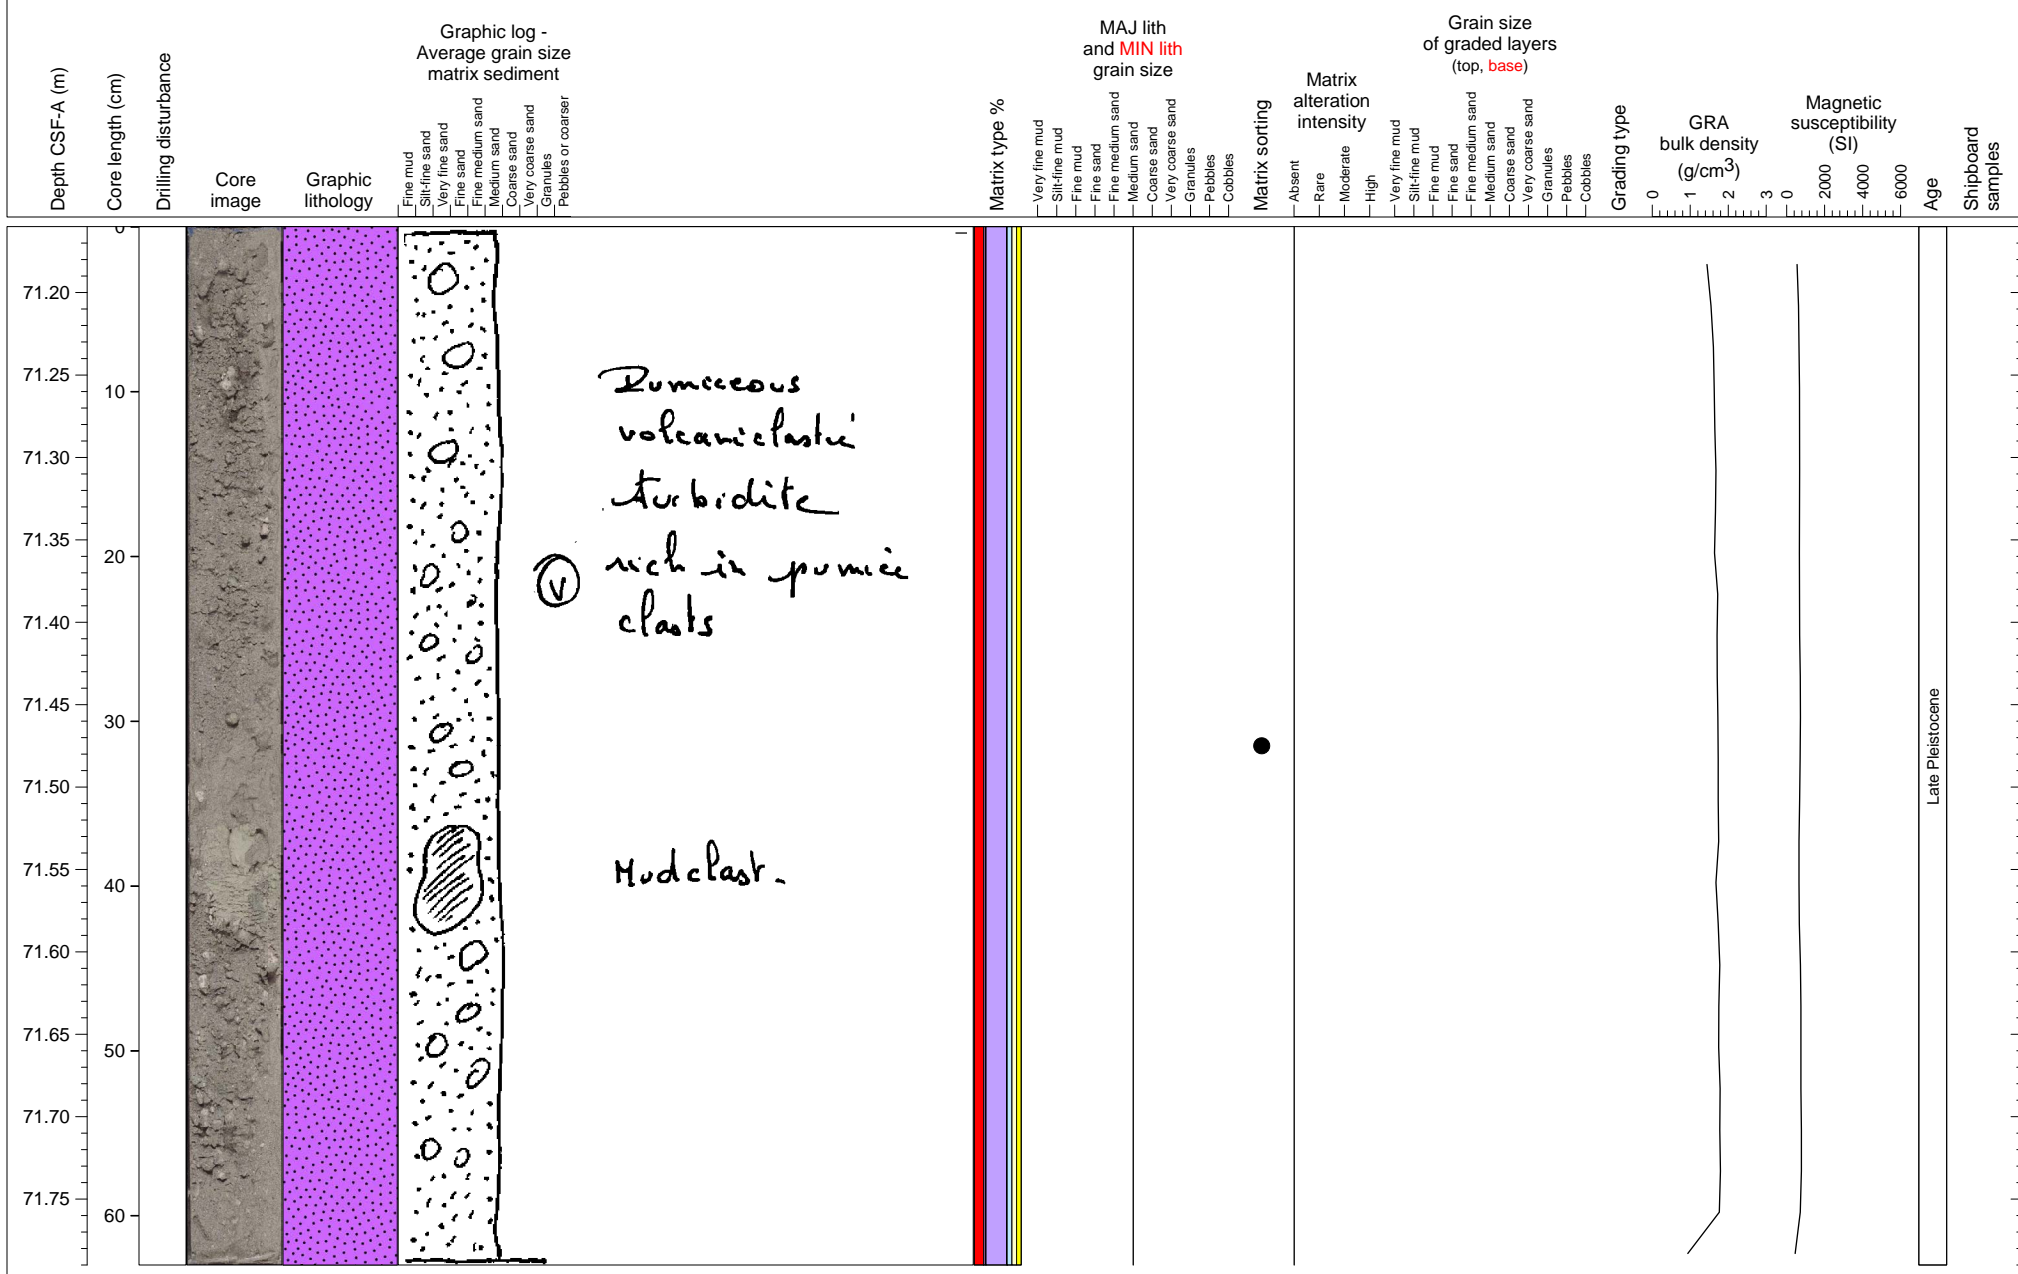 Graphic log -
Average grain size
matrix sediment
MAJ lith
and MIN lith
grain size
Grain size
of graded layers
(top, base)
Matrix
alteration
intensity
GRA
bulk density
(g/cm3)
Magnetic
susceptibility
(SI)
Depth CSF-A (m)
Core length (cm)
Drilling disturbance
Core
image
Graphic
lithology
Fine mud
Silt-fine sand
Very fine sand
Fine sand
Fine medium sand
Medium sand
Coarse sand
Very coarse sand
Granules
Pebbles or coarser
Matrix type %
Very fine mud
Silt-fine mud
Fine mud
Fine sand
Fine medium sand
Medium sand
Coarse sand
Very coarse sand
Granules
Pebbles
Cobbles
Matrix sorting
Absent
Rare
Moderate
High
Very fine mud
Silt-fine mud
Fine mud
Fine sand
Fine medium sand
Medium sand
Coarse sand
Very coarse sand
Granules
Pebbles
Cobbles
Grading type
0 1 2 3
0 2000 4000 6000
Age
Shipboard
samples
0
71.20
71.25
10
71.30
71.35
20
71.40
71.45
30
71.50
71.55
40
71.60
71.65
50
71.70
71.75
60
Pumiceous
volcaniclastic
turbidite
rich in pumice
clasts
V
Mudclast.
Late Pleistocene